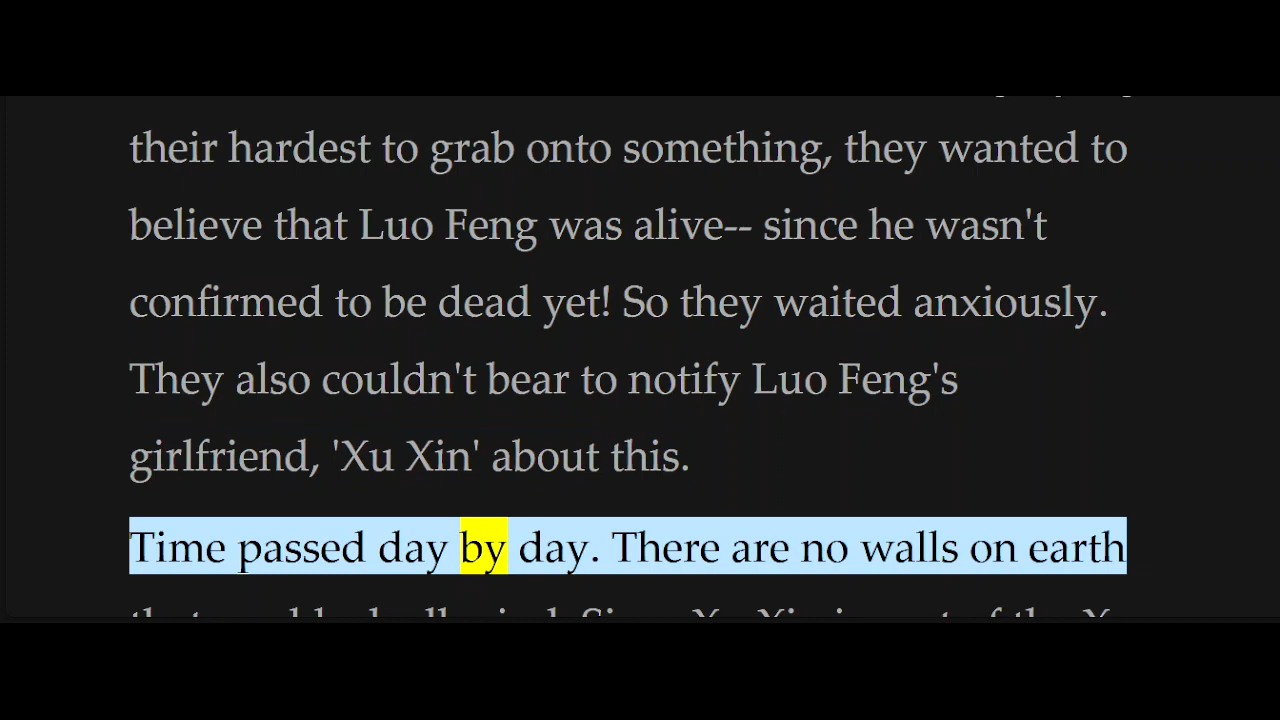 their hardest to grab onto something, they wanted to
believe that Luo Feng was alive-- since he wasn't
confirmed to be dead yet! So they waited anxiously.
They also couldn't bear to notify Luo Feng's
girlfriend, 'Xu Xin' about this.
Time passed day by day. There are no walls on earth